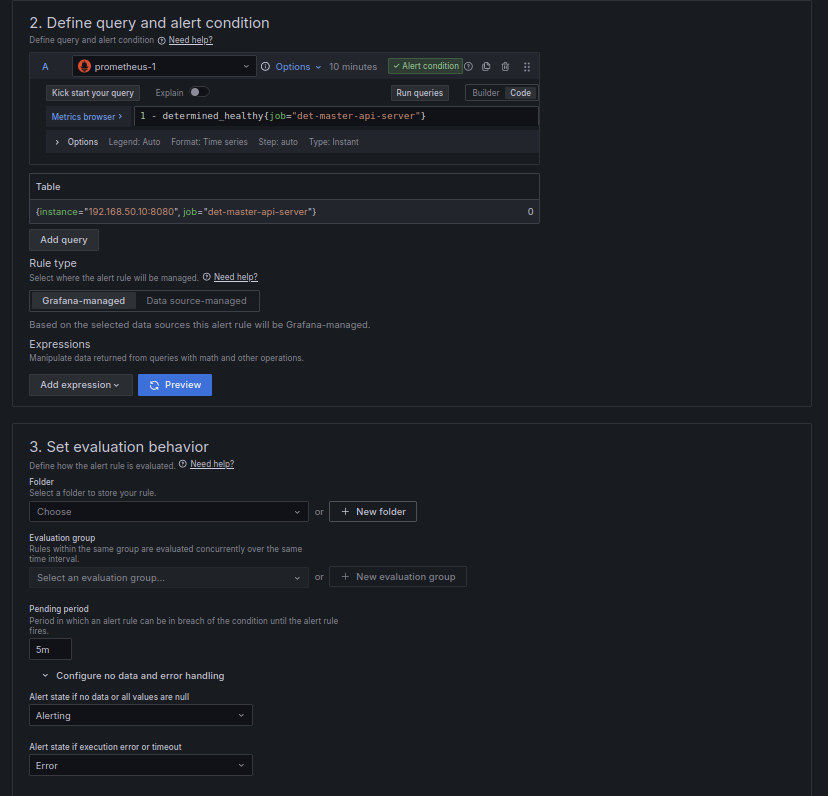 2. Define query and alert condition
Define query and alert condition Need help?
A prometheus-1 Options 10 minutes Alert condition
Kick start your query Explain Run queries Builder Code
Metrics browser > 1 - determined_healthy{job="det-master-api-server"}
> Options Legend: Auto Format: Time series Step: auto Type: Instant
Table
{instance="192.168.50.10:8080", job="det-master-api-server"} 0
Add query
Rule type
Select where the alert rule will be managed. Need help?
Grafana-managed Data source-managed
Based on the selected data sources this alert rule will be Grafana-managed.
Expressions
Manipulate data returned from queries with math and other operations.
Add expression Preview
3. Set evaluation behavior
Define how the alert rule is evaluated. Need help?
Folder
Select a folder to store your rule.
Choose or + New folder
Evaluation group
Rules within the same group are evaluated concurrently over the same
time interval.
Select an evaluation group... or + New evaluation group
Pending period
Period in which an alert rule can be in breach of the condition until the alert rule
fires.
5m
Configure no data and error handling
Alert state if no data or all values are null
Alerting
Alert state if execution error or timeout
Error